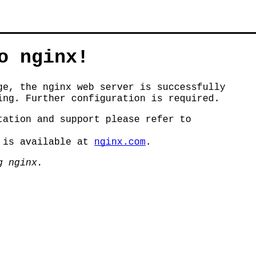 o nginx!
ge, the nginx web server is successfully
ing. Further configuration is required.
tation and support please refer to
is available at nginx.com.
g nginx.